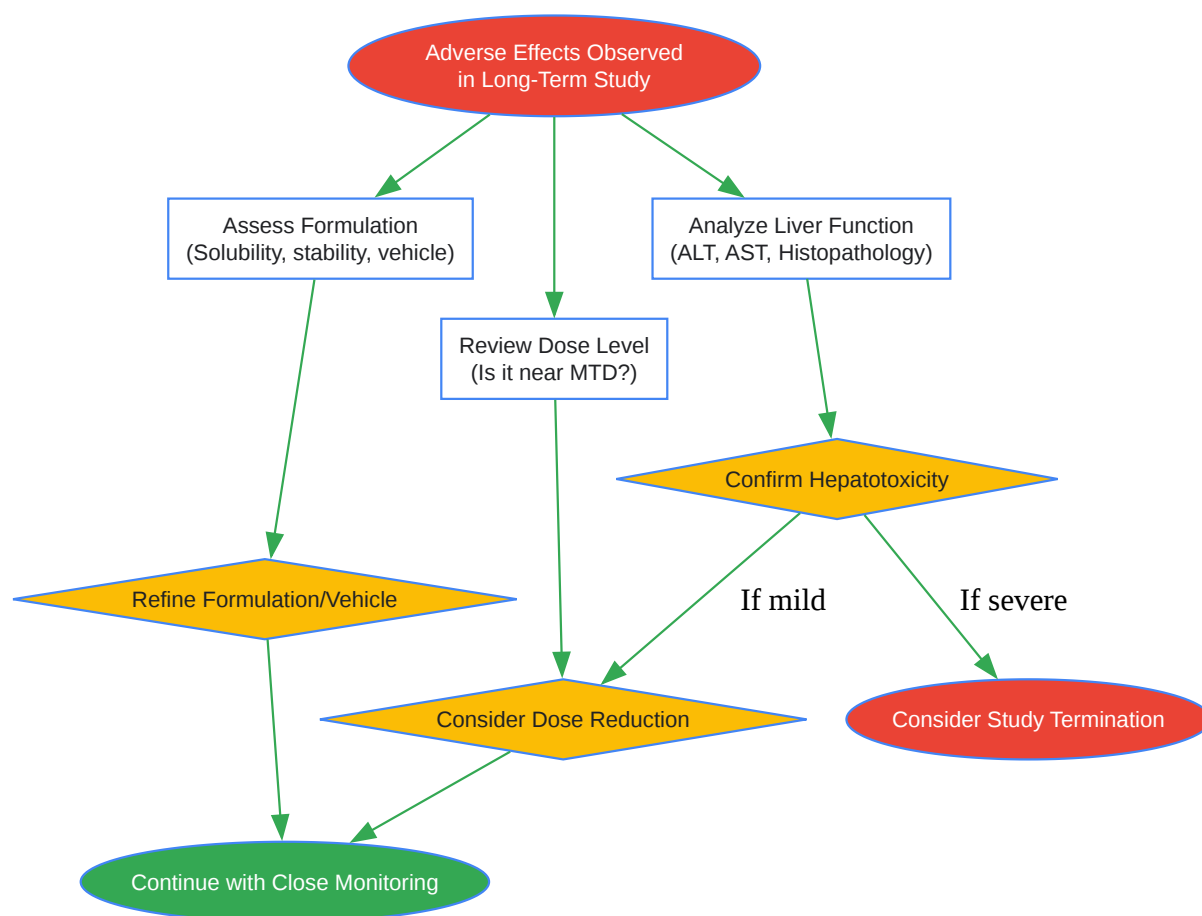 Adverse Effects Observed
in Long-Term Study
Assess Formulation
(Solubility, stability, vehicle)
Analyze Liver Function
(ALT, AST, Histopathology)
Review Dose Level
(Is it near MTD?)
Confirm Hepatotoxicity
Refine Formulation/Vehicle
If mild
If severe
Consider Dose Reduction
Consider Study Termination
Continue with Close Monitoring